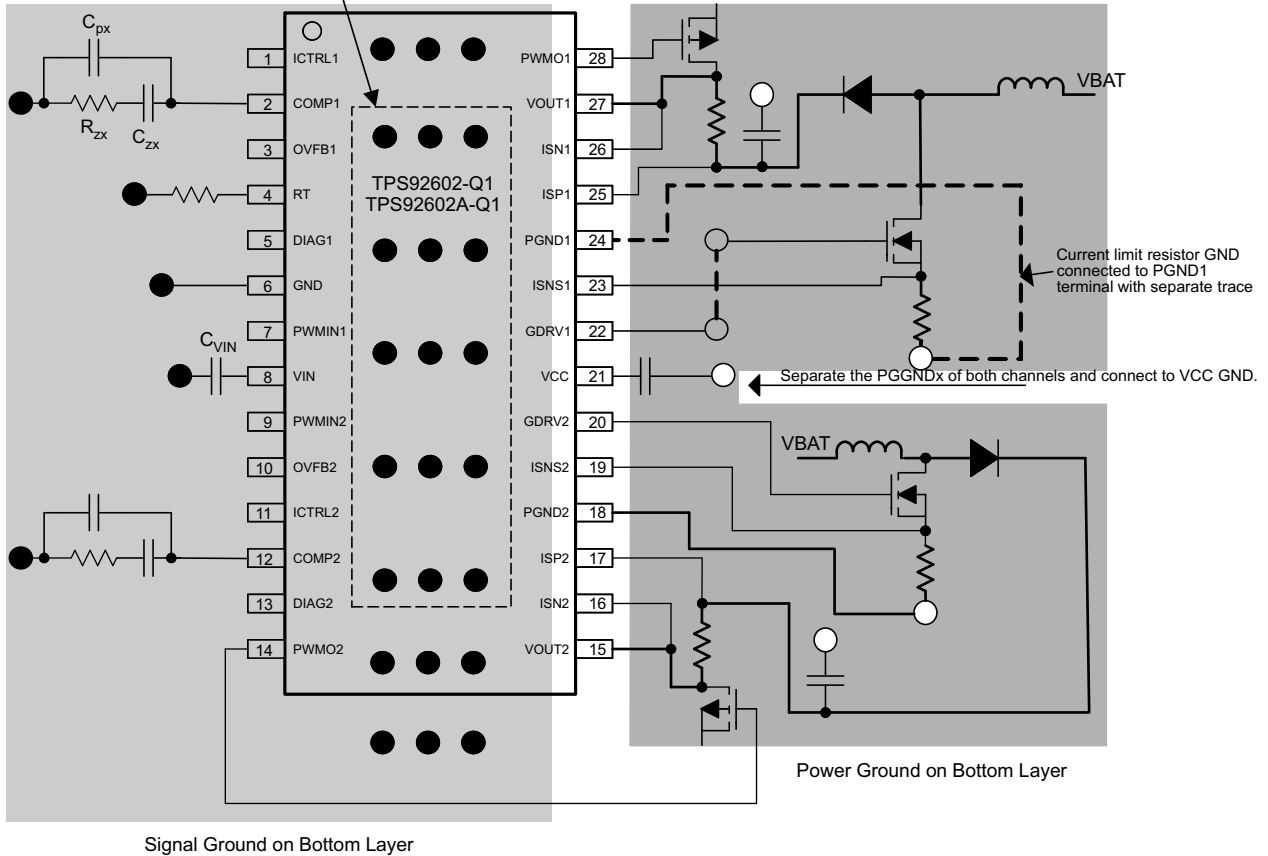 Cpx
Rzx
Czx
1 ICTRL1
2 COMP1
3 OVFB1
4 RT
5 DIAG1
6 GND
7 PWMIN1
CVIN
8 VIN
9 PWMIN2
10 OVFB2
11 ICTRL2
12 COMP2
13 DIAG2
14 PWMO2
TPS92602-Q1
TPS92602A-Q1
PWMO1 28
VOUT1 27
ISN1 26
ISP1 25
PGND1 24
ISNS1 23
GDRV1 22
VCC 21
GDRV2 20
ISNS2 19
PGND2 18
ISP2 17
ISN2 16
VOUT2 15
VBAT
Current limit resistor GND
connected to PGND1
terminal with separate trace
Separate the PGGNDx of both channels and connect to VCC GND.
VBAT
Power Ground on Bottom Layer
Signal Ground on Bottom Layer